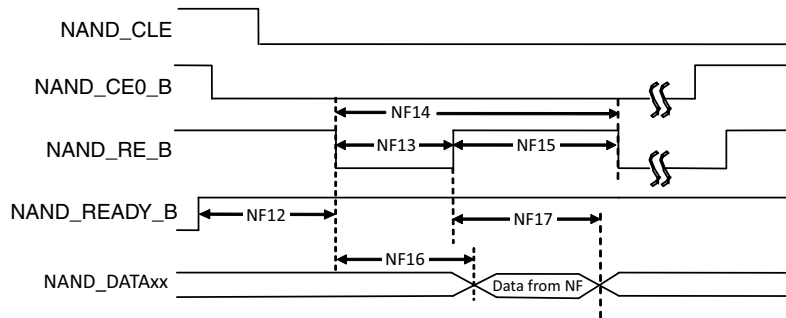 NAND_CLE
NAND_CE0_B
NF14
NAND_RE_B
NF13
NF15
NAND_READY_B
NF12
NF17
NF16
NAND_DATAxx
Data from NF